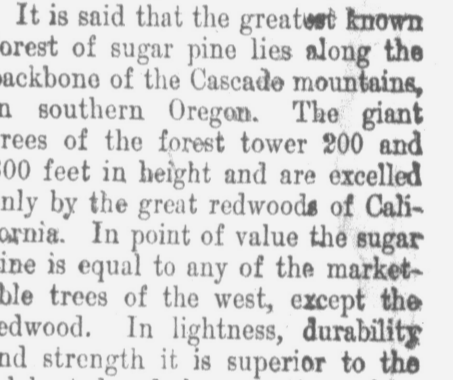 It is said that the greatest known
orest of sugar pine lies along the
backbone of the Cascade mountains,
n southern Oregon. The giant
rees of the forest tower 200 and
300 feet in height and are excelled
nly by the great redwoods of Cali-
ornia. In point of value the sugar
ine is equal to any of the market-
ble trees of the west, except the
edwood. In lightness, durability
nd strength it is superior to the